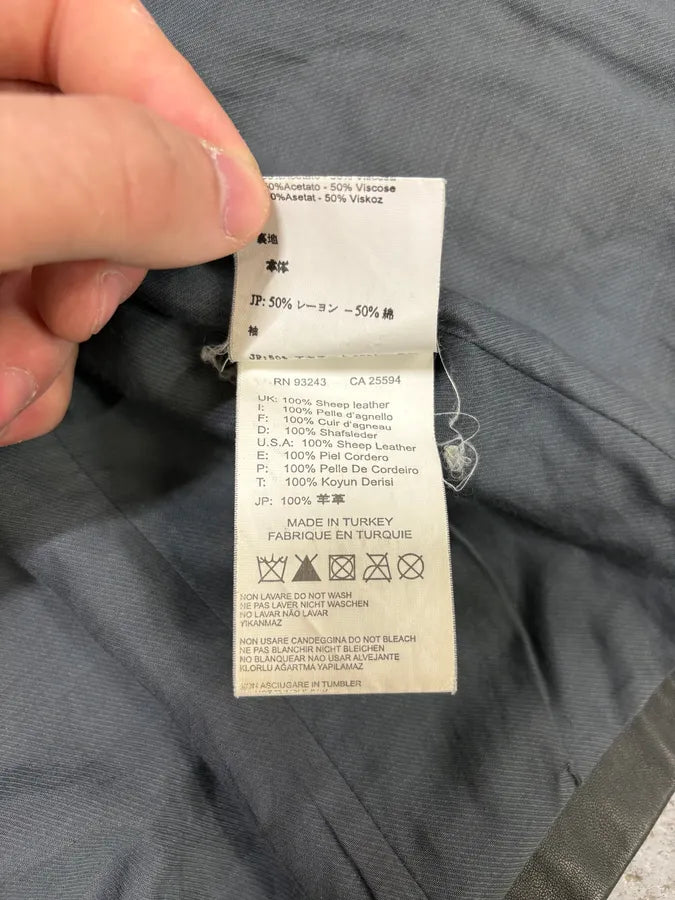 50%Acetato - 50% Viscose
50%Asetat - 50% Viskoz
裏地
本体
JP: 50% レーヨン －50% 綿
袖
RN 93243 CA 25594
UK: 100% Sheep leather
I: 100% Pelle d'agnello
F: 100% Cuir d'agneau
D: 100% Shafsleder
U.S.A: 100% Sheep Leather
E: 100% Piel Cordero
P: 100% Pelle De Cordeiro
T: 100% Koyun Derisi
JP: 100% 羊革
MADE IN TURKEY
FABRIQUE EN TURQUIE
NON LAVARE DO NOT WASH
NE PAS LAVER NICHT WASCHEN
NO LAVAR NÃO LAVAR
YIKANMAZ
NON USARE CANDEGGINA DO NOT BLEACH
NE PAS BLANCHIR NICHT BLEICHEN
NO BLANQUEAR NAO USAR ALVEJANTE
KLORLU AĞARTMA YAPILAMAZ
NON ASCIUGARE IN TUMBLER